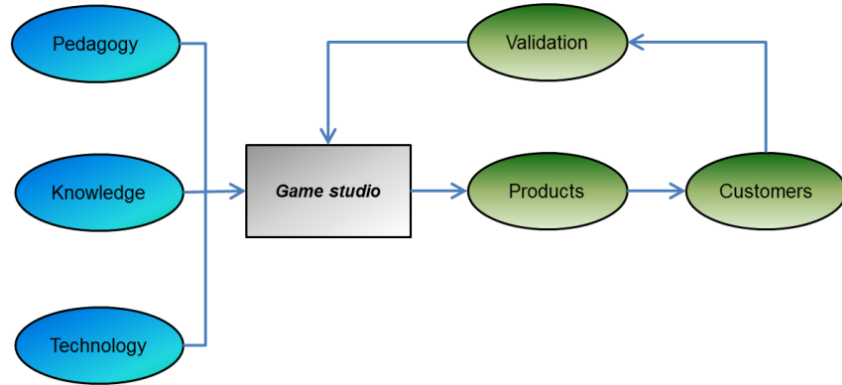 Pedagogy
Validation
Knowledge
Game studio
Products
Customers
Technology